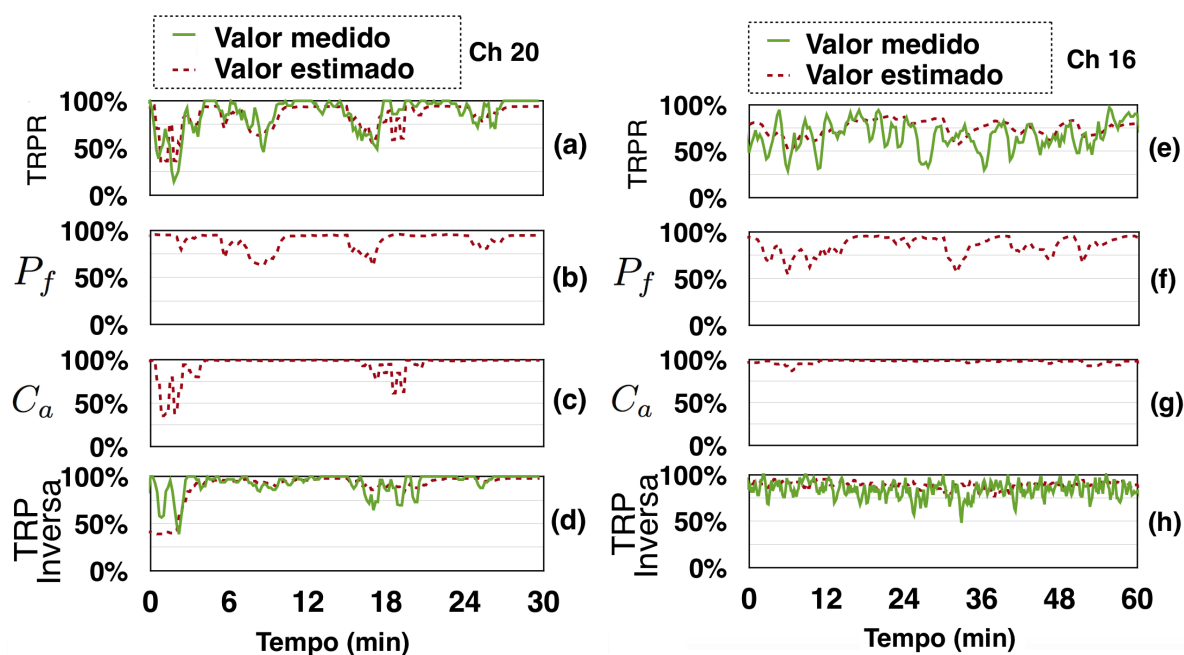 Valor medido
Valor estimado
Ch 20
100%
50%
0%
TRPR
(a)
100%
50%
0%
P_f
(b)
100%
50%
0%
C_a
(c)
100%
50%
0%
TRP
Inversa
(d)
0 6 12 18 24 30
Tempo (min)
Valor medido
Valor estimado
Ch 16
100%
50%
0%
TRPR
(e)
100%
50%
0%
P_f
(f)
100%
50%
0%
C_a
(g)
100%
50%
0%
TRP
Inversa
(h)
0 12 24 36 48 60
Tempo (min)